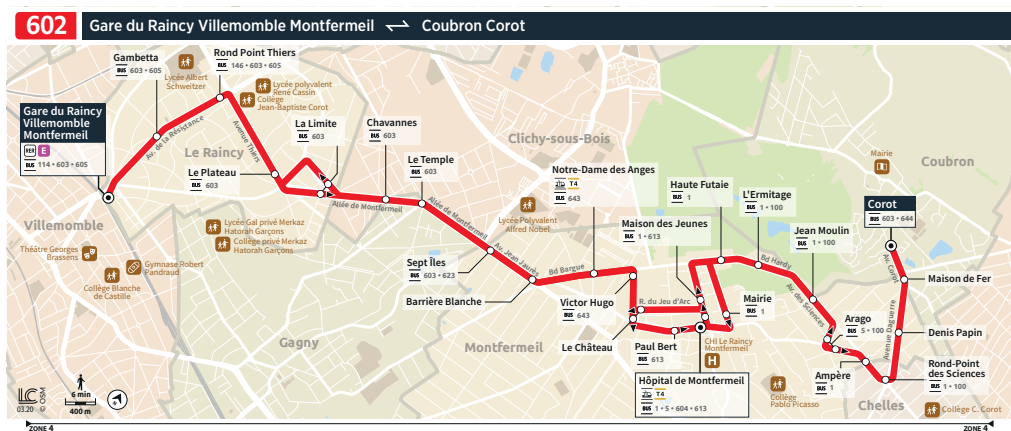 602 Gare du Raincy Villemomble Montfermeil Coubron Corot
Gambetta
BUS 603 • 605
Rond Point Thiers
BUS 146 • 603 • 605
Lycée Albert
Schweitzer
Lycée polyvalent
René Cassin
Collège
Jean-Baptiste Corot
Gare du Raincy
Villemomble
Montfermeil
RER E
BUS 114 • 603 • 605
Av. de la Résistance
Avenue Thiers
Le Raincy
La Limite
BUS 603
Chavannes
BUS 603
Le Plateau
BUS 603
Allée de Montfermeil
Le Temple
BUS 603
Allée de Montfermeil
Clichy-sous-Bois
Notre-Dame des Anges
T4
BUS 643
Lycée Polyvalent
Alfred Nobel
Haute Futaie
BUS 1
Maison des Jeunes
BUS 1 • 613
L'Ermitage
BUS 1 • 100
Jean Moulin
BUS 1 • 100
Mairie
Coubron
Corot
BUS 603 • 644
Av. Corot
Maison de Fer
Villemomble
Théâtre Georges
Brassens
Gymnase Robert
Pandraud
Collège Blanche
de Castille
Lycée Gal privé Merkaz
Hatorah Garçons
Collège privé Merkaz
Hatorah Garçons
Sept Îles
BUS 603 • 623
Av. Jean Jaurès
Barrière Blanche
Bd Bargue
Bd Hardy
Av. des Sciences
Victor Hugo
BUS 643
R. du Jeu d'Arc
Mairie
BUS 1
Arago
BUS 5 • 100
Avenue Daguerre
Denis Papin
Gagny
Montfermeil
Le Château
Paul Bert
BUS 613
CHI Le Raincy
Montfermeil
H
Hôpital de Montfermeil
T4
BUS 1 • 5 • 604 • 613
Ampère
BUS 1
Rond-Point
des Sciences
BUS 1 • 100
Collège
Pablo Picasso
Chelles
Collège C. Corot
03.20
© OSM
6 min
400 m
ZONE 4
ZONE 4